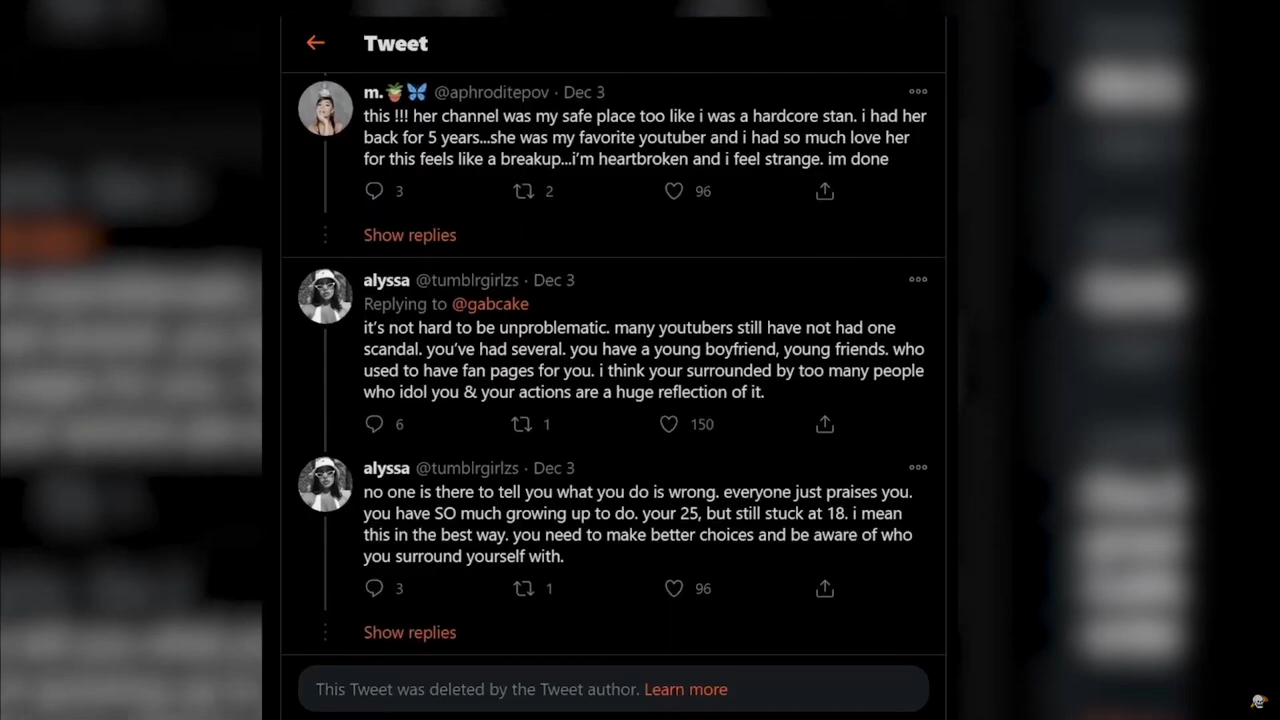 Tweet
m.🪴🦋 @aphroditepov · Dec 3
this !!! her channel was my safe place too like i was a hardcore stan. i had her
back for 5 years...she was my favorite youtuber and i had so much love her
for this feels like a breakup...i'm heartbroken and i feel strange. im done
3 2 96
Show replies
alyssa @tumblrgirlzs · Dec 3
Replying to @gabcake
it's not hard to be unproblematic. many youtubers still have not had one
scandal. you've had several. you have a young boyfriend, young friends. who
used to have fan pages for you. i think your surrounded by too many people
who idol you & your actions are a huge reflection of it.
6 1 150
alyssa @tumblrgirlzs · Dec 3
no one is there to tell you what you do is wrong. everyone just praises you.
you have SO much growing up to do. your 25, but still stuck at 18. i mean
this in the best way. you need to make better choices and be aware of who
you surround yourself with.
3 1 96
Show replies
This Tweet was deleted by the Tweet author. Learn more